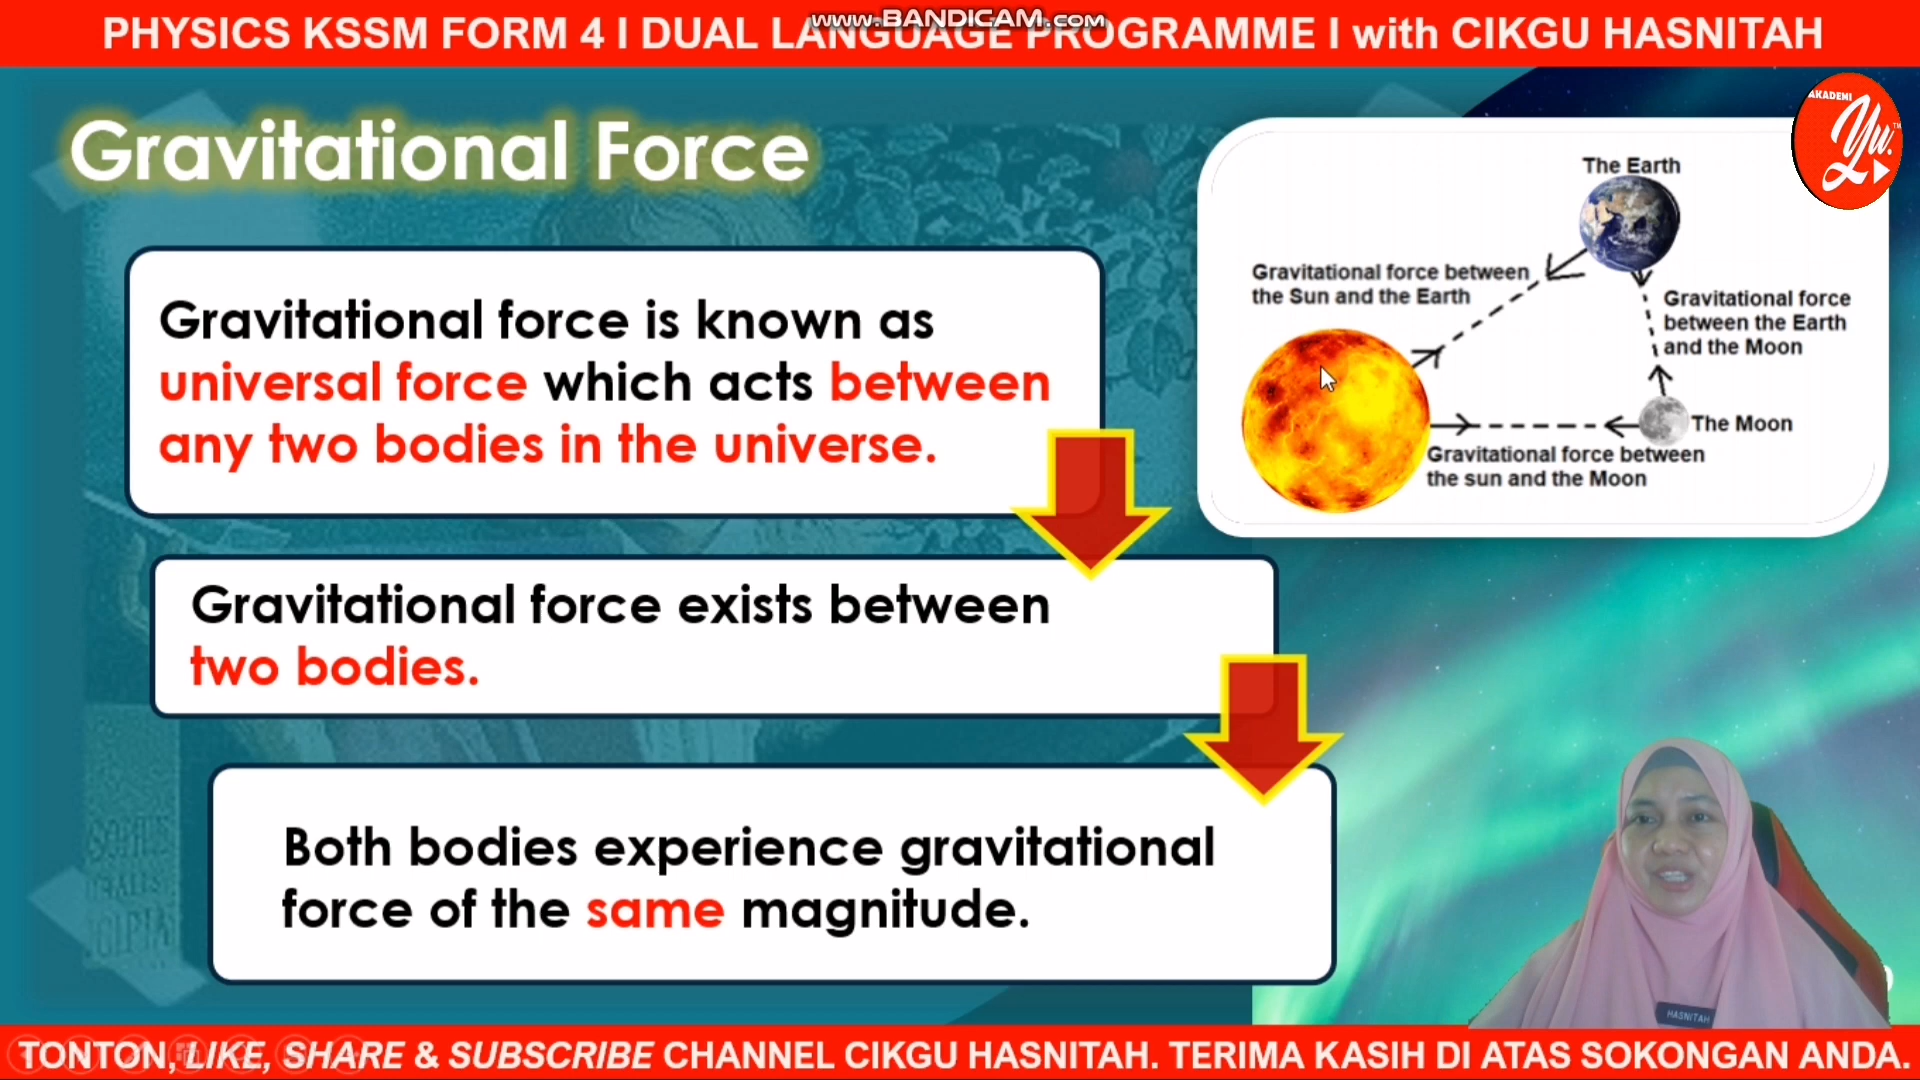 www.BANDICAM.com
PHYSICS KSSM FORM 4 I DUAL LANGUAGE PROGRAMME I with CIKGU HASNITAH
AKADEMI
Yu.
Gravitational Force
Gravitational force is known as
universal force which acts between
any two bodies in the universe.
Gravitational force exists between
two bodies.
Both bodies experience gravitational
force of the same magnitude.
The Earth
Gravitational force between
the Sun and the Earth
Gravitational force
between the Earth
and the Moon
The Moon
Gravitational force between
the sun and the Moon
HASNITAH
TONTON, LIKE, SHARE & SUBSCRIBE CHANNEL CIKGU HASNITAH. TERIMA KASIH DI ATAS SOKONGAN ANDA.